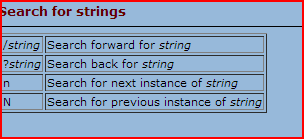 Search for strings
/string Search forward for string
?string Search back for string
n Search for next instance of string
N Search for previous instance of string